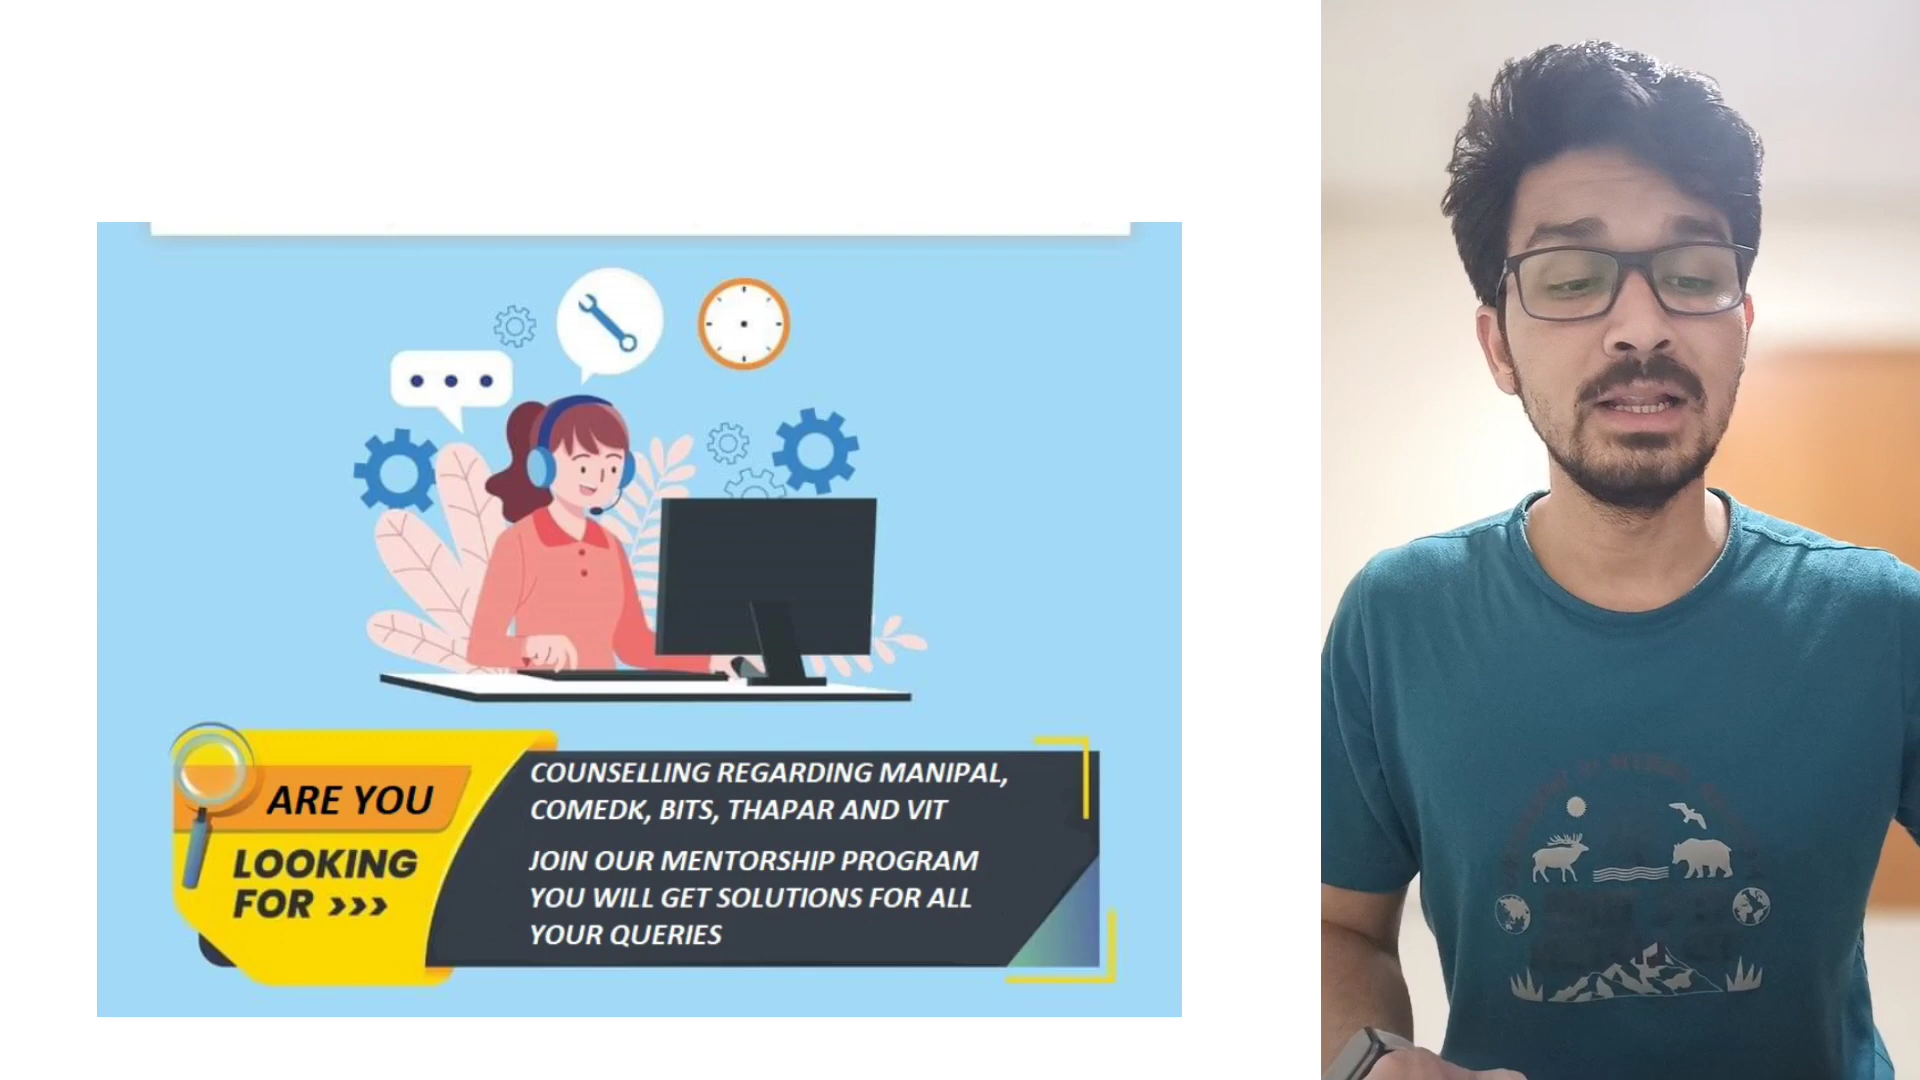 ARE YOU
LOOKING
FOR >>>
COUNSELLING REGARDING MANIPAL,
COMEDK, BITS, THAPAR AND VIT
JOIN OUR MENTORSHIP PROGRAM
YOU WILL GET SOLUTIONS FOR ALL
YOUR QUERIES